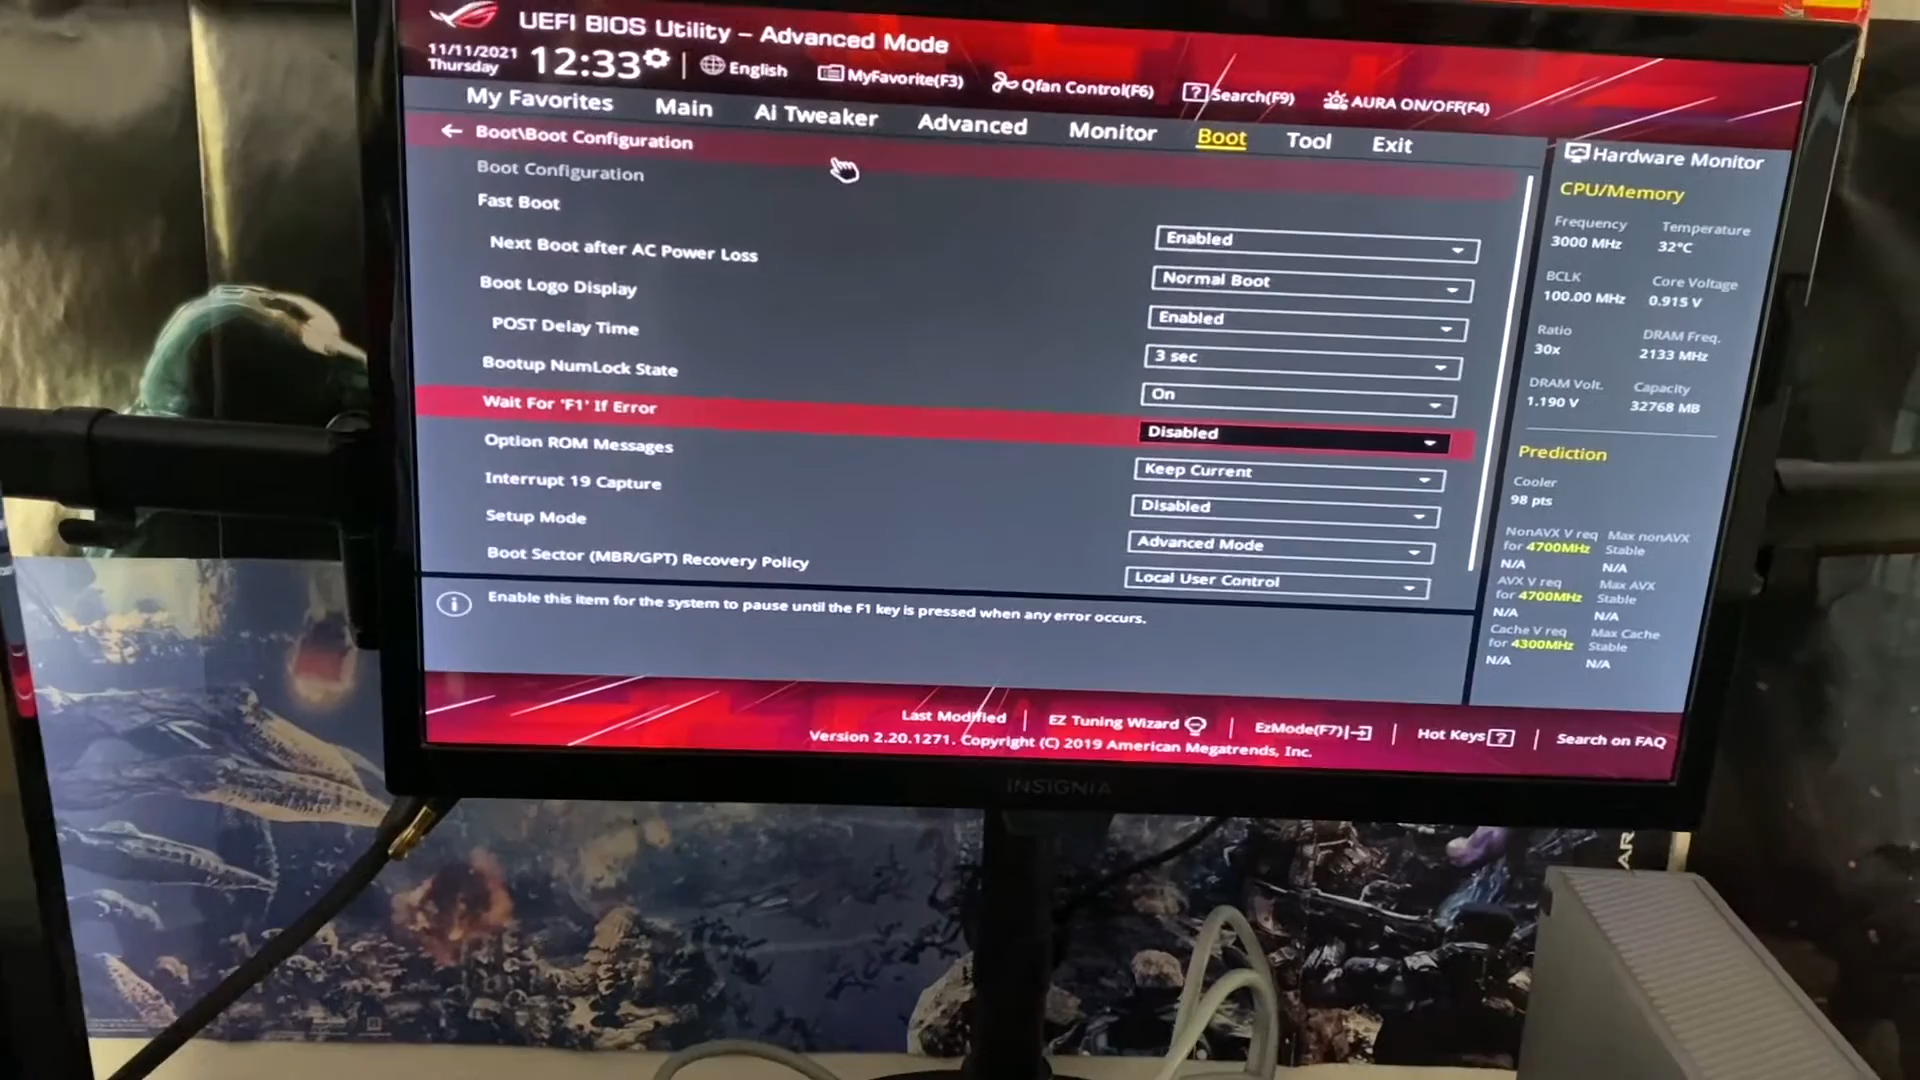 UEFI BIOS Utility – Advanced Mode
11/11/2021
Thursday
12:33
English
MyFavorite(F3)
Qfan Control(F6)
? Search(F9)
AURA ON/OFF(F4)
My Favorites
Main
Ai Tweaker
Advanced
Monitor
Boot
Tool
Exit
Boot\Boot Configuration
Boot Configuration
Fast Boot
Enabled
Next Boot after AC Power Loss
Normal Boot
Boot Logo Display
Enabled
POST Delay Time
3 sec
Bootup NumLock State
On
Wait For 'F1' If Error
Disabled
Option ROM Messages
Keep Current
Interrupt 19 Capture
Disabled
Setup Mode
Advanced Mode
Boot Sector (MBR/GPT) Recovery Policy
Local User Control
i Enable this item for the system to pause until the F1 key is pressed when any error occurs.
Hardware Monitor
CPU/Memory
Frequency Temperature
3000 MHz 32°C
BCLK Core Voltage
100.00 MHz 0.915 V
Ratio DRAM Freq.
30x 2133 MHz
DRAM Volt. Capacity
1.190 V 32768 MB
Prediction
Cooler
98 pts
NonAVX V req Max nonAVX
for 4700MHz Stable
N/A N/A
AVX V req Max AVX
for 4700MHz Stable
N/A N/A
Cache V req Max Cache
for 4300MHz Stable
N/A N/A
Last Modified
EZ Tuning Wizard
EzMode(F7)
Hot Keys ?
Search on FAQ
Version 2.20.1271. Copyright (C) 2019 American Megatrends, Inc.
INSIGNIA